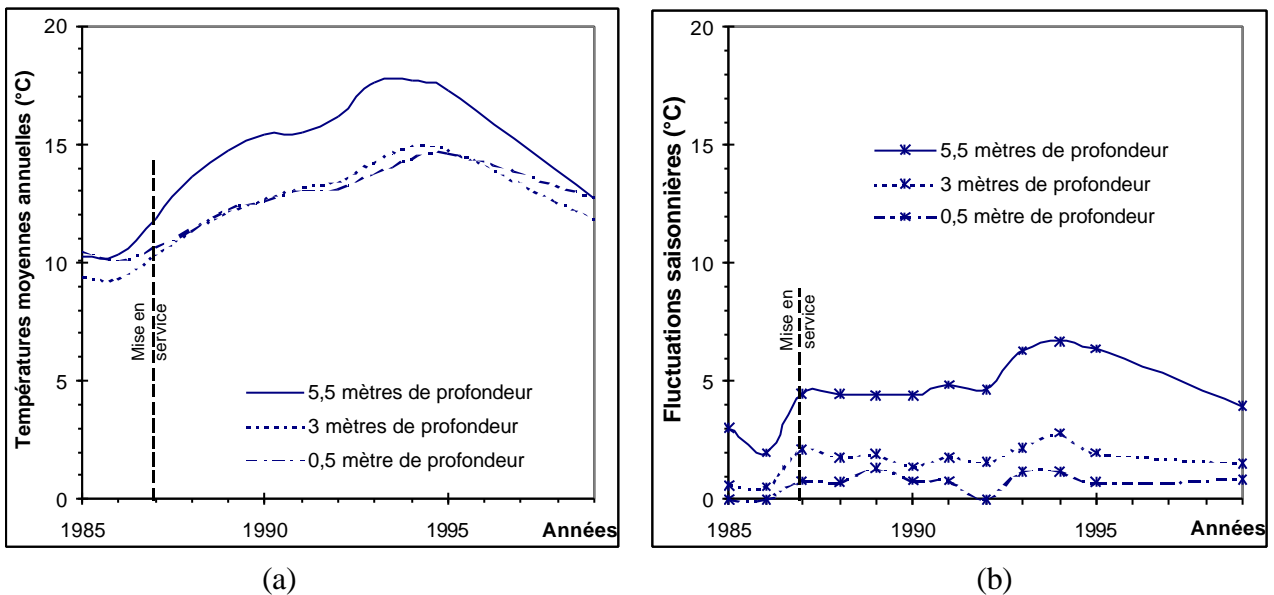 Températures moyennes annuelles (°C)
20
15
10
5
0
Mise en
service
5,5 mètres de profondeur
3 mètres de profondeur
0,5 mètre de profondeur
1985
1990
1995
Années
(a)
Fluctuations saisonnières (°C)
20
15
10
5
0
5,5 mètres de profondeur
3 mètres de profondeur
0,5 mètre de profondeur
Mise en
service
1985
1990
1995
Années
(b)